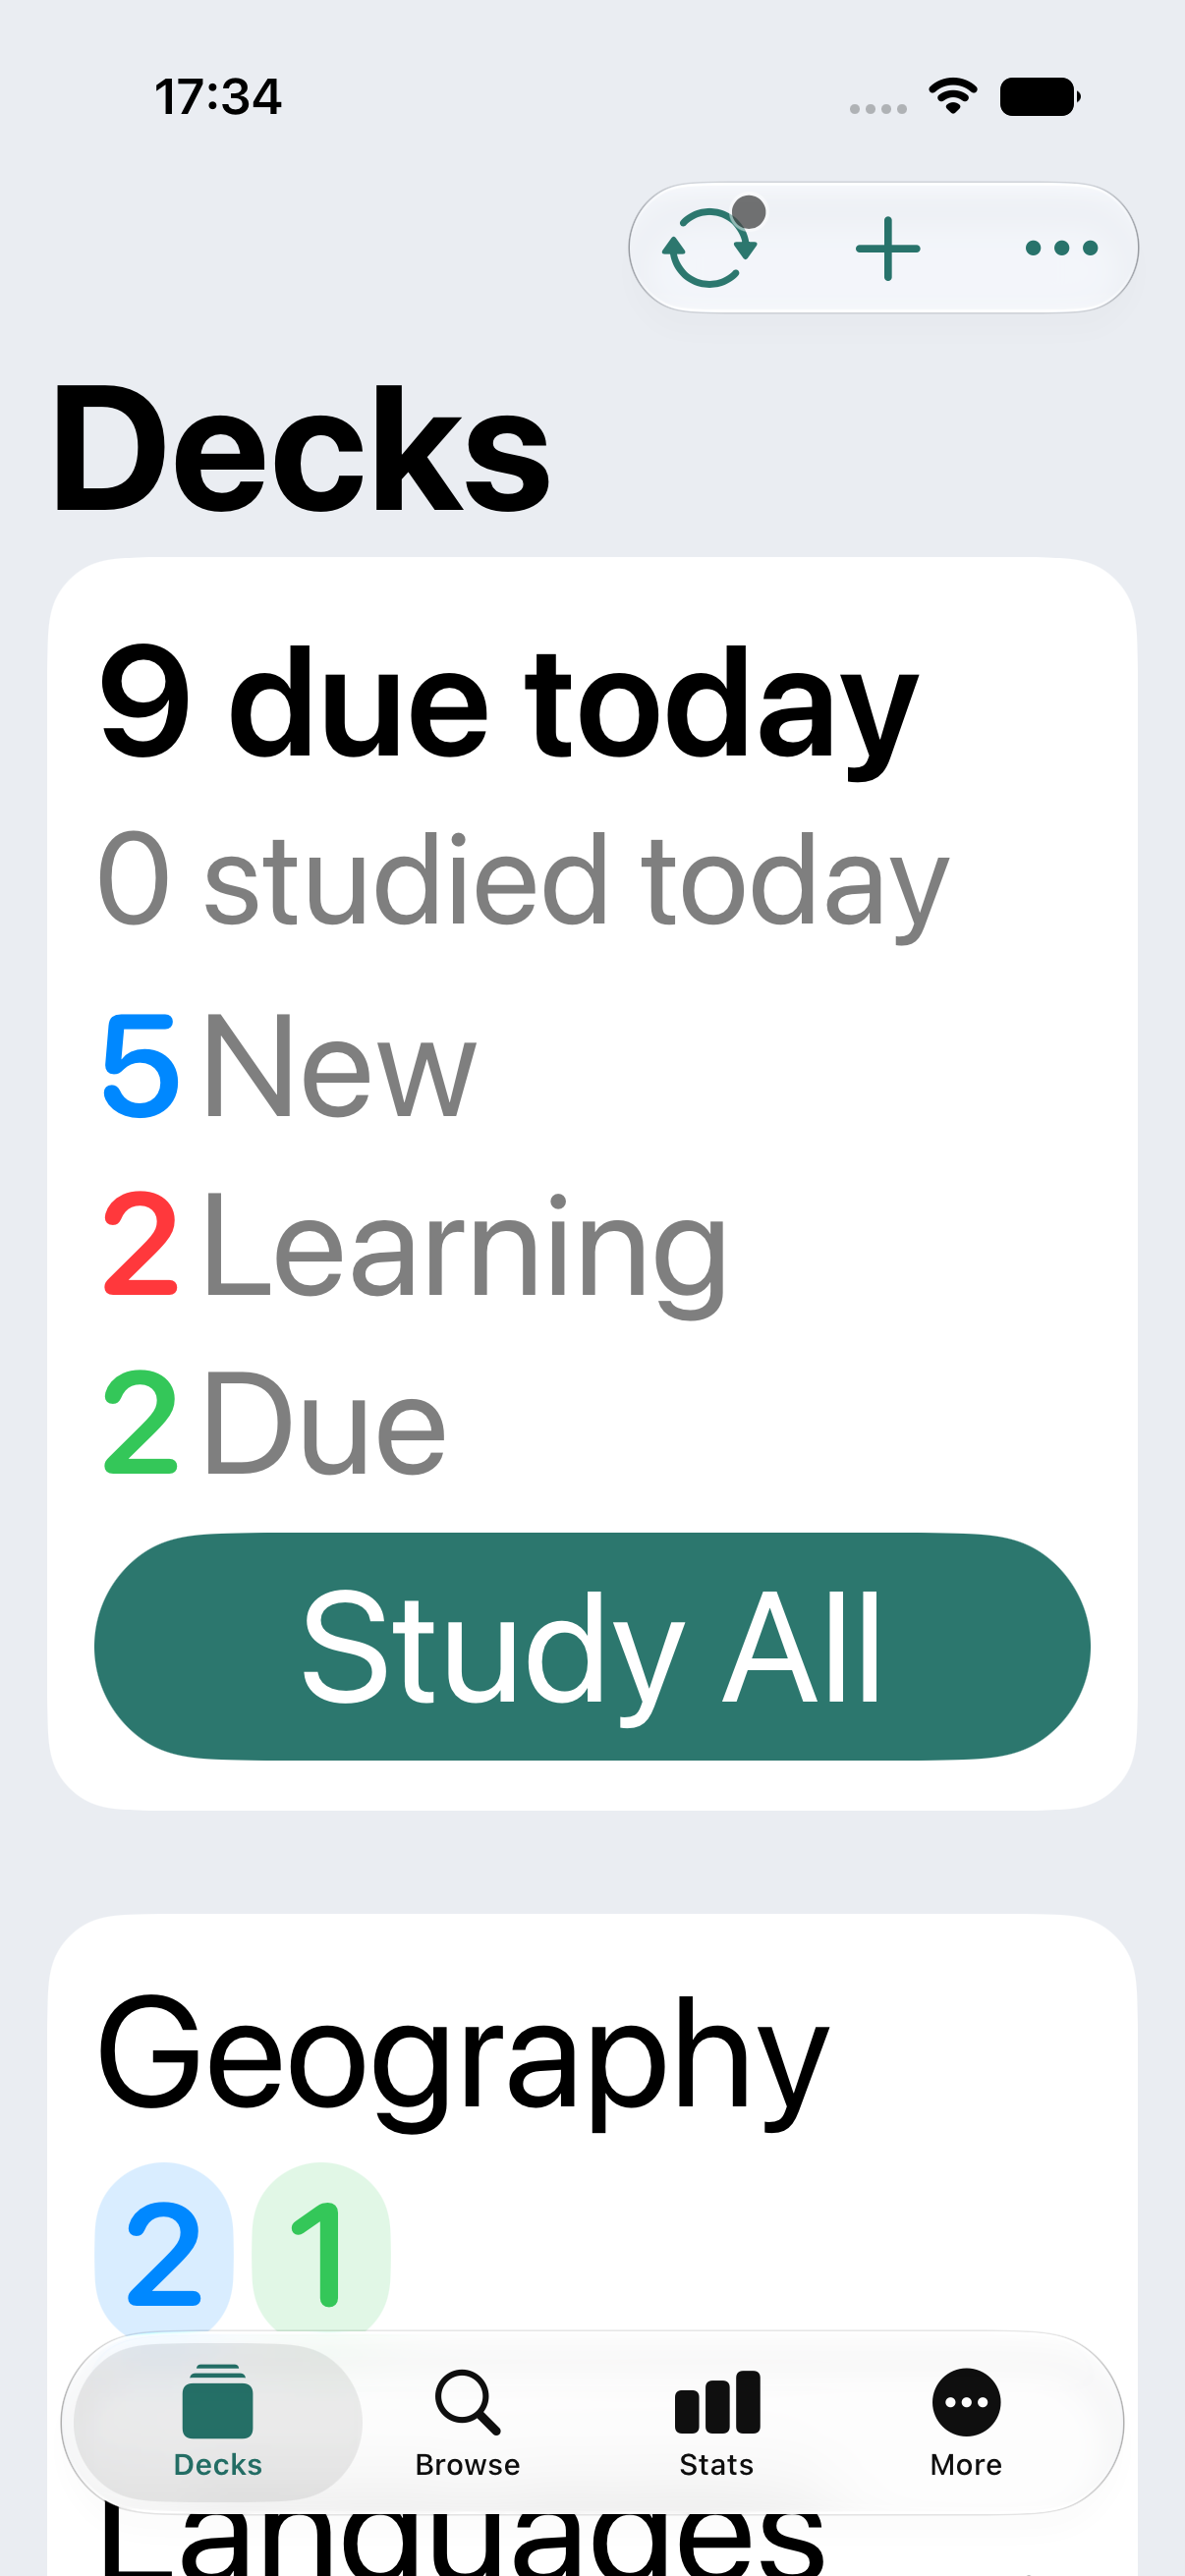 17:34
Decks
9 due today
0 studied today
5 New
2 Learning
2 Due
Study All
Geography
2 1
Decks Browse Stats More
Languages